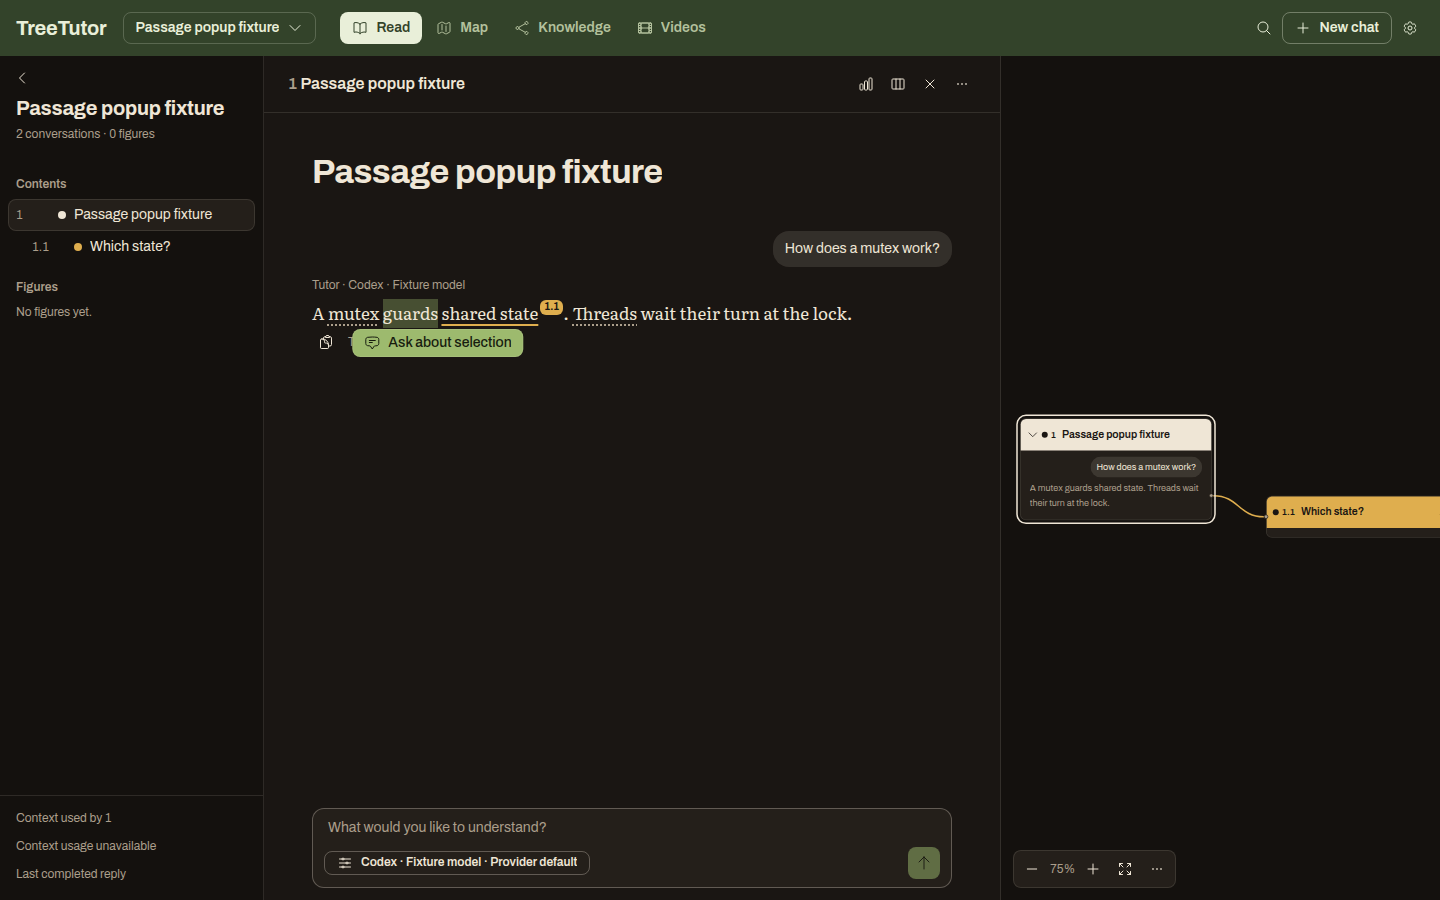 TreeTutor
Passage popup fixture
Read
Map
Knowledge
Videos
New chat
Passage popup fixture
2 conversations · 0 figures
Contents
1 Passage popup fixture
1.1 Which state?
Figures
No figures yet.
Context used by 1
Context usage unavailable
Last completed reply
1 Passage popup fixture
Passage popup fixture
How does a mutex work?
Tutor · Codex · Fixture model
A mutex guards shared state 1.1 . Threads wait their turn at the lock.
Ask about selection
What would you like to understand?
Codex · Fixture model · Provider default
1 Passage popup fixture
How does a mutex work?
A mutex guards shared state. Threads wait
their turn at the lock.
1.1 Which state?
75%